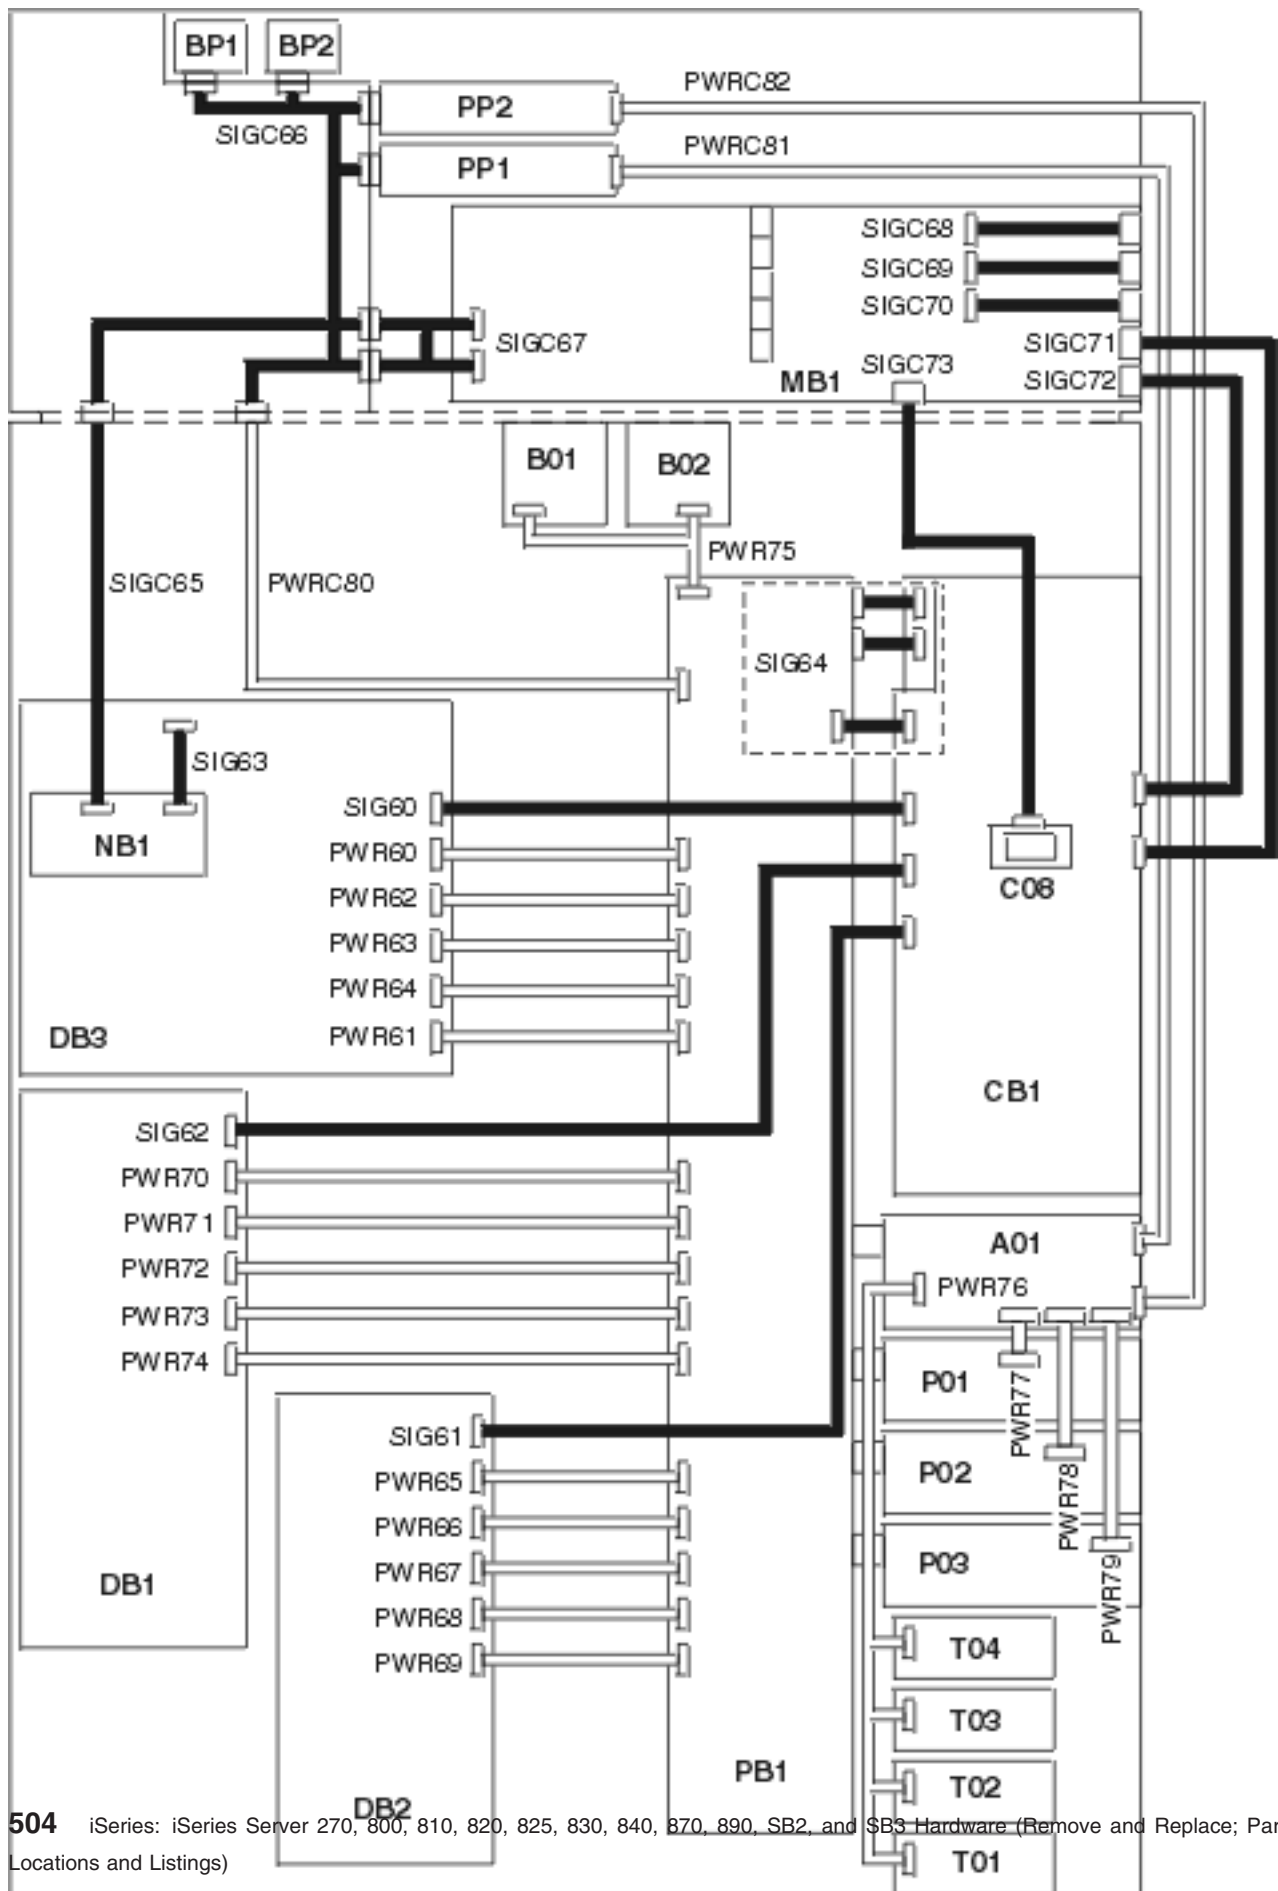 BP1 BP2
PWRC82
PP2
SIGC66
PWRC81
PP1
SIGC68
SIGC69
SIGC70
SIGC71
SIGC67
SIGC73
SIGC72
MB1
B01
B02
PWR75
SIGC65
PWRC80
SIG64
SIG63
SIG60
NB1
PWR60
C08
PWR62
PWR63
PWR64
DB3
PWR61
CB1
SIG62
PWR70
PWR71
A01
PWR72
PWR76
PWR73
PWR74
P01
PWR77
SIG61
P02
PWR65
PWR78
PWR66
P03
PWR67
DB1
PWR79
PWR68
T04
PWR69
T03
PB1
T02
DB2
504 iSeries: iSeries Server 270, 800, 810, 820, 825, 830, 840, 870, 890, SB2, and SB3 Hardware (Remove and Replace; Par
Locations and Listings)
T01